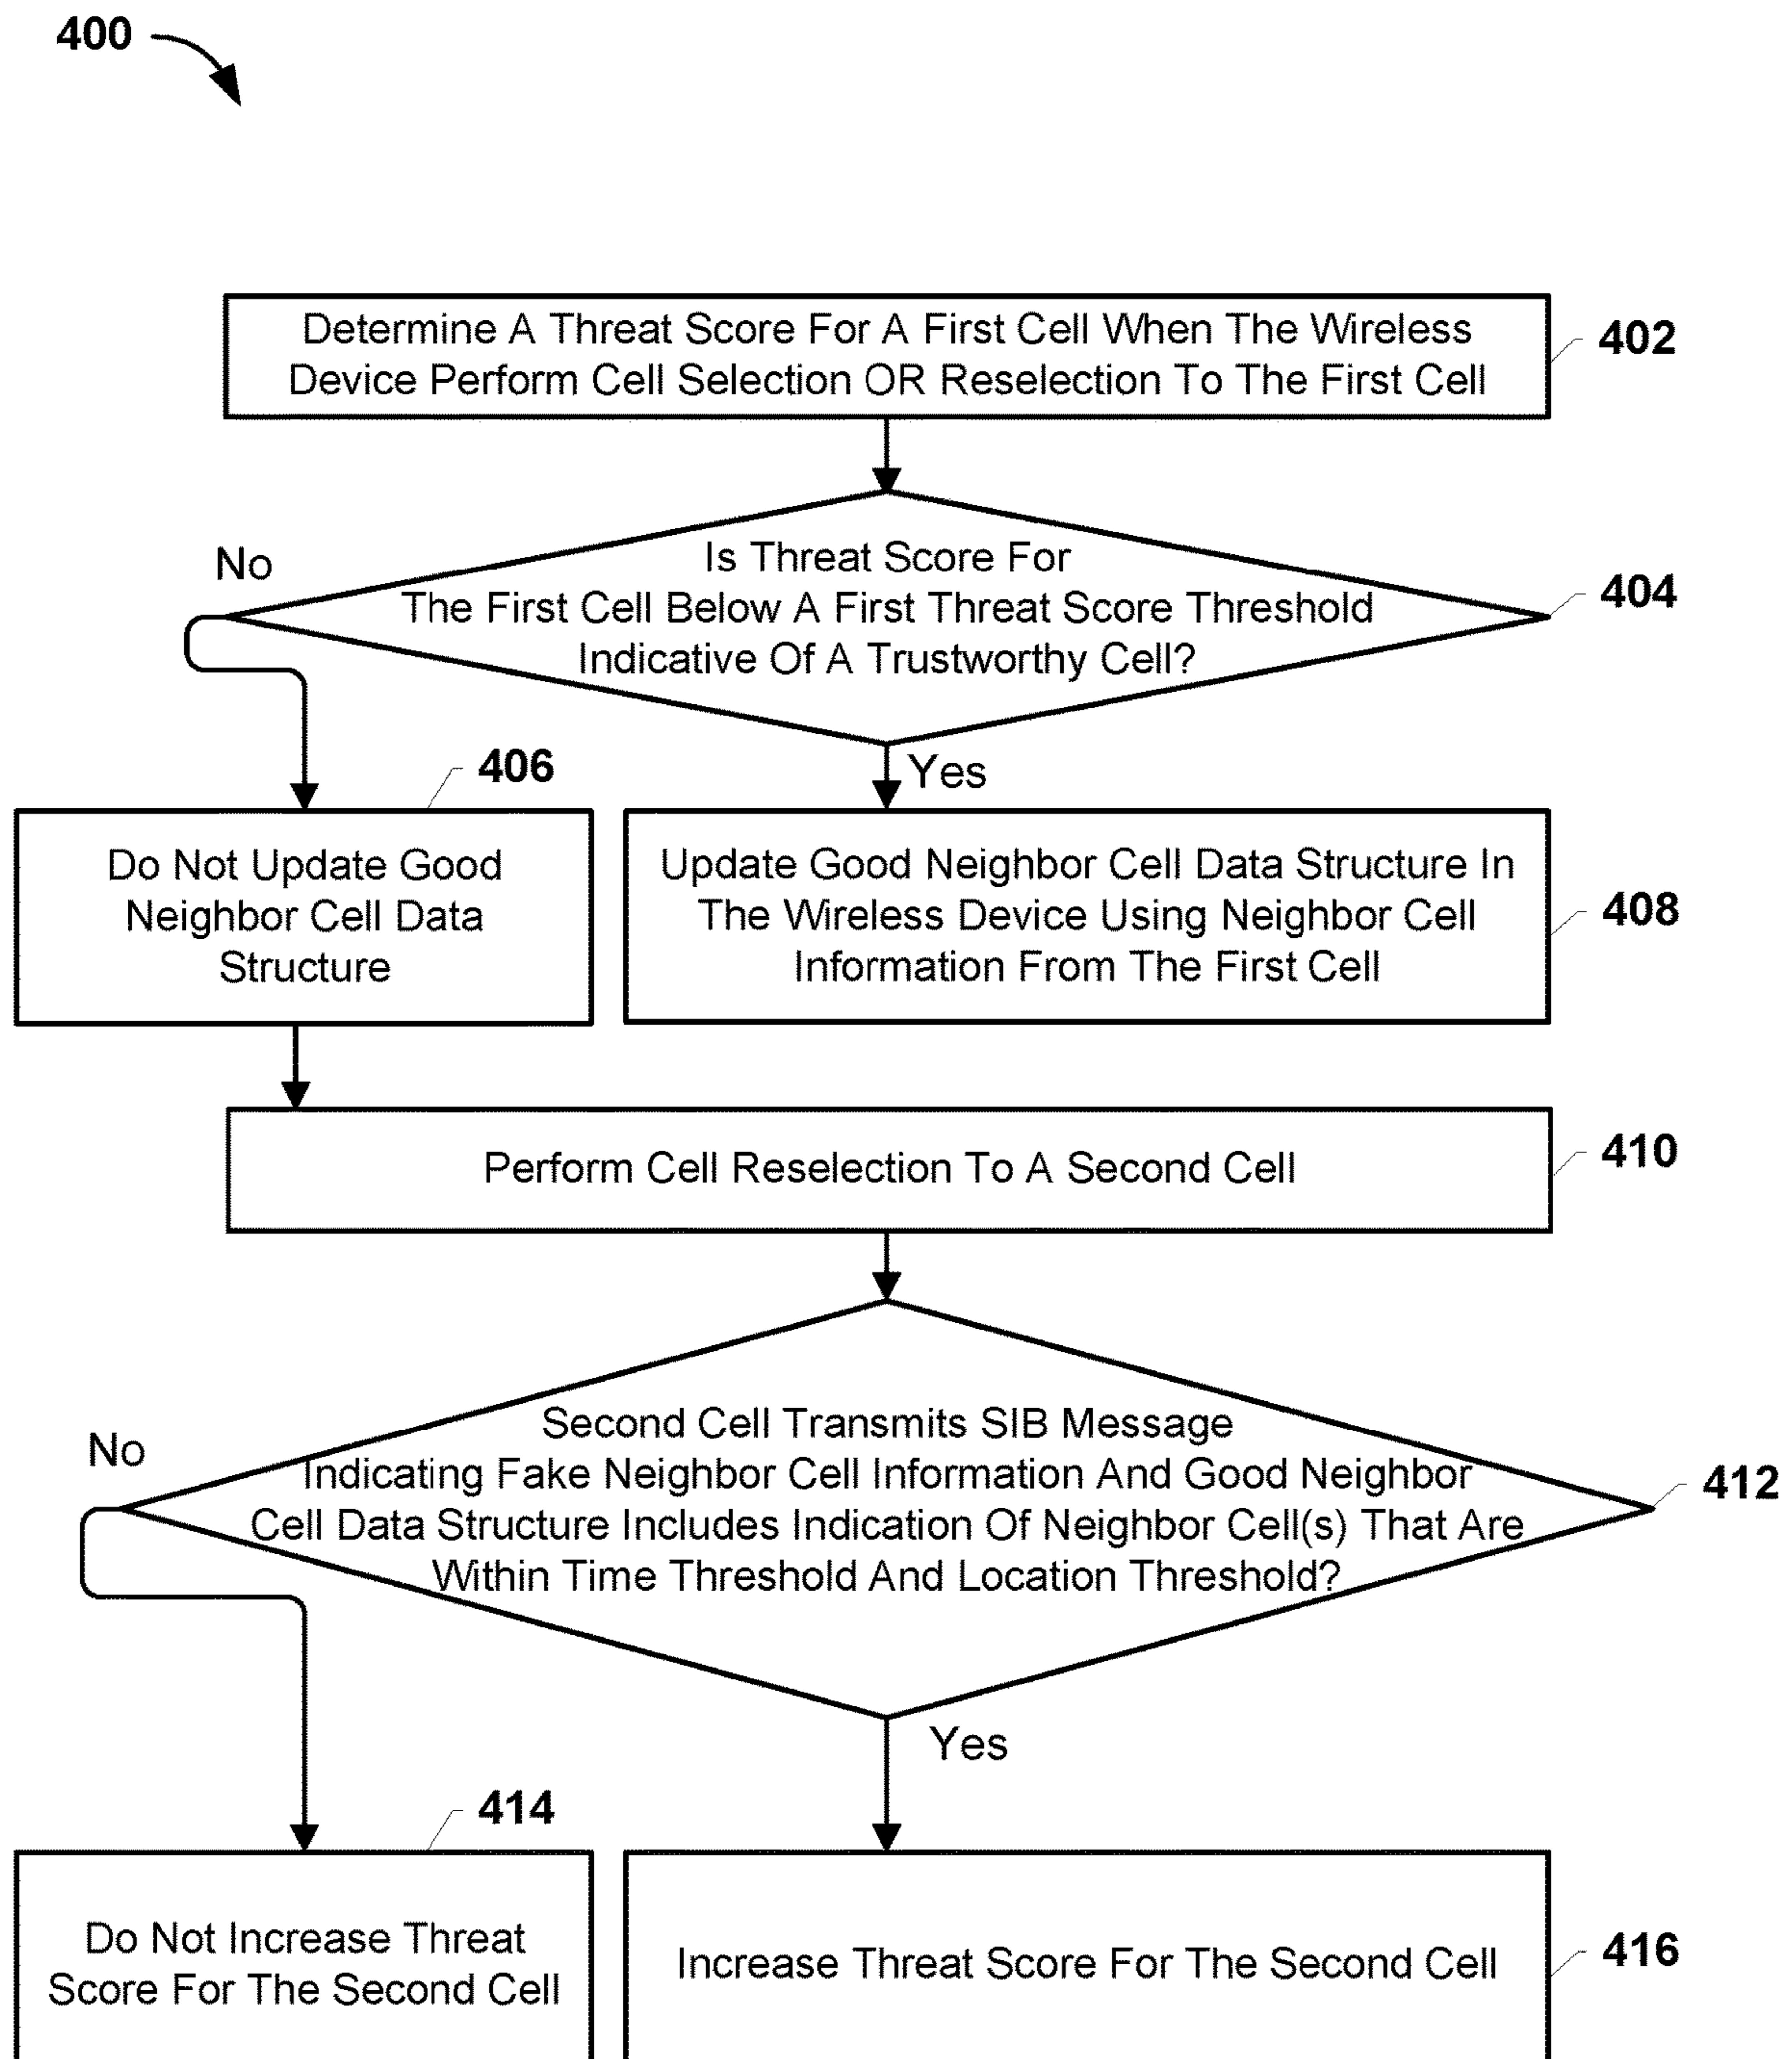 400
Determine A Threat Score For A First Cell When The Wireless
Device Perform Cell Selection OR Reselection To The First Cell
402
No
Is Threat Score For
The First Cell Below A First Threat Score Threshold
Indicative Of A Trustworthy Cell?
404
Yes
406
Do Not Update Good
Neighbor Cell Data
Structure
Update Good Neighbor Cell Data Structure In
The Wireless Device Using Neighbor Cell
Information From The First Cell
408
Perform Cell Reselection To A Second Cell
410
No
Second Cell Transmits SIB Message
Indicating Fake Neighbor Cell Information And Good Neighbor
Cell Data Structure Includes Indication Of Neighbor Cell(s) That Are
Within Time Threshold And Location Threshold?
412
Yes
414
Do Not Increase Threat
Score For The Second Cell
Increase Threat Score For The Second Cell
416